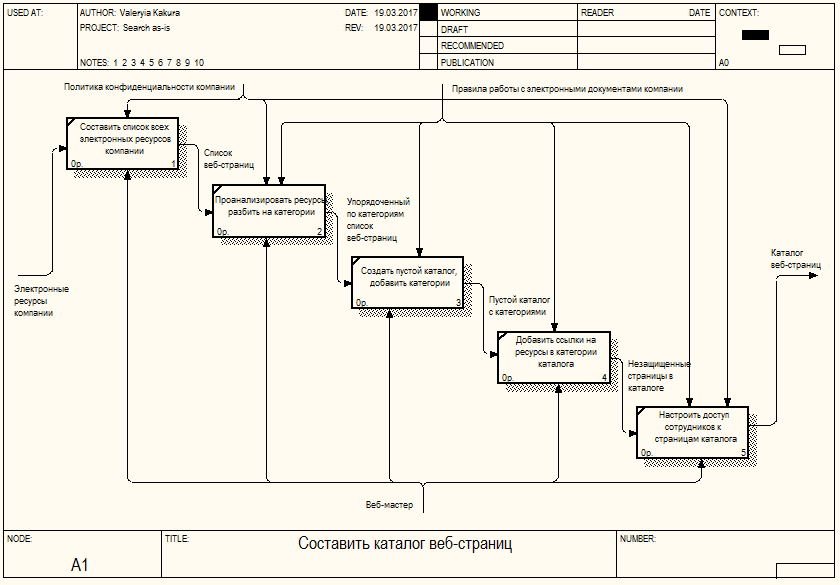 USED AT:
AUTHOR: Valeryia Kakura
DATE: 19.03.2017
WORKING
READER
DATE
CONTEXT:
PROJECT: Search as-is
REV: 19.03.2017
DRAFT
RECOMMENDED
NOTES: 1 2 3 4 5 6 7 8 9 10
PUBLICATION
A0
Политика конфиденциальности компании
Правила работы с электронными документами компании
Составить список всех
электронных ресурсов
компании
0р.
1
Список
веб-страниц
Проанализировать ресурсы
разбить на категории
0р.
2
Упорядоченный
по категориям
список
веб-страниц
Создать пустой каталог,
добавить категории
0р.
3
Каталог
веб-страниц
Электронные
ресурсы
компании
Пустой каталог
с категориями
Добавить ссылки на
ресурсы в категории
каталога
0р.
4
Незащищенные
страницы в
каталоге
Настроить доступ
сотрудников к
страницам каталога
0р.
5
Веб-мастер
NODE:
TITLE:
NUMBER:
A1
Составить каталог веб-страниц